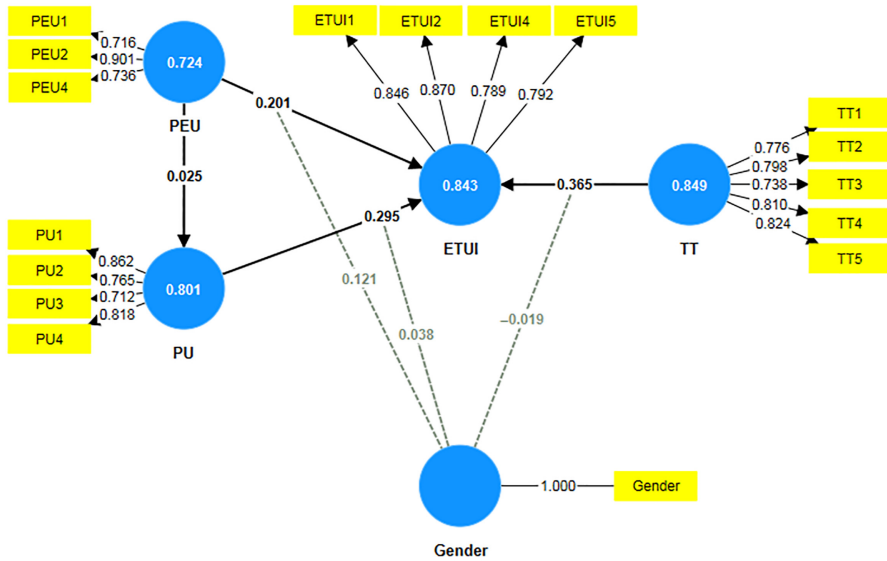 PEU1
PEU2
PEU4
0.716
0.901
0.736
0.724
PEU
ETUI1
ETUI2
ETUI4
ETUI5
0.846
0.870
0.789
0.792
0.201
0.025
0.843
ETUI
0.365
0.849
TT
0.776
0.798
0.738
0.810
0.824
TT1
TT2
TT3
TT4
TT5
0.295
PU1
PU2
PU3
PU4
0.862
0.765
0.712
0.818
0.801
PU
0.121
0.038
–0.019
1.000
Gender
Gender